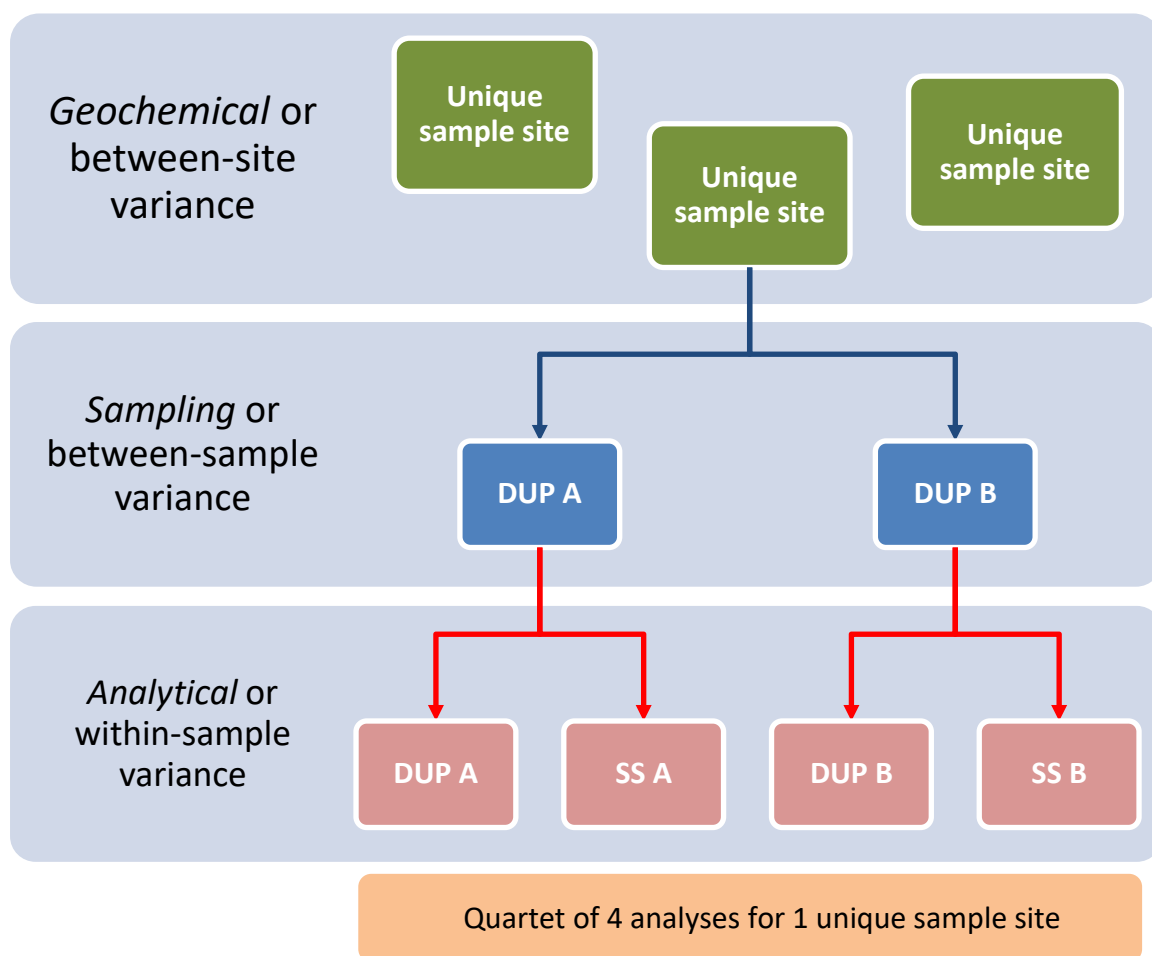 Geochemical or
between-site
variance
Unique
sample site
Unique
sample site
Unique
sample site
Sampling or
between-sample
variance
DUP A
DUP B
Analytical or
within-sample
variance
DUP A
SS A
DUP B
SS B
Quartet of 4 analyses for 1 unique sample site